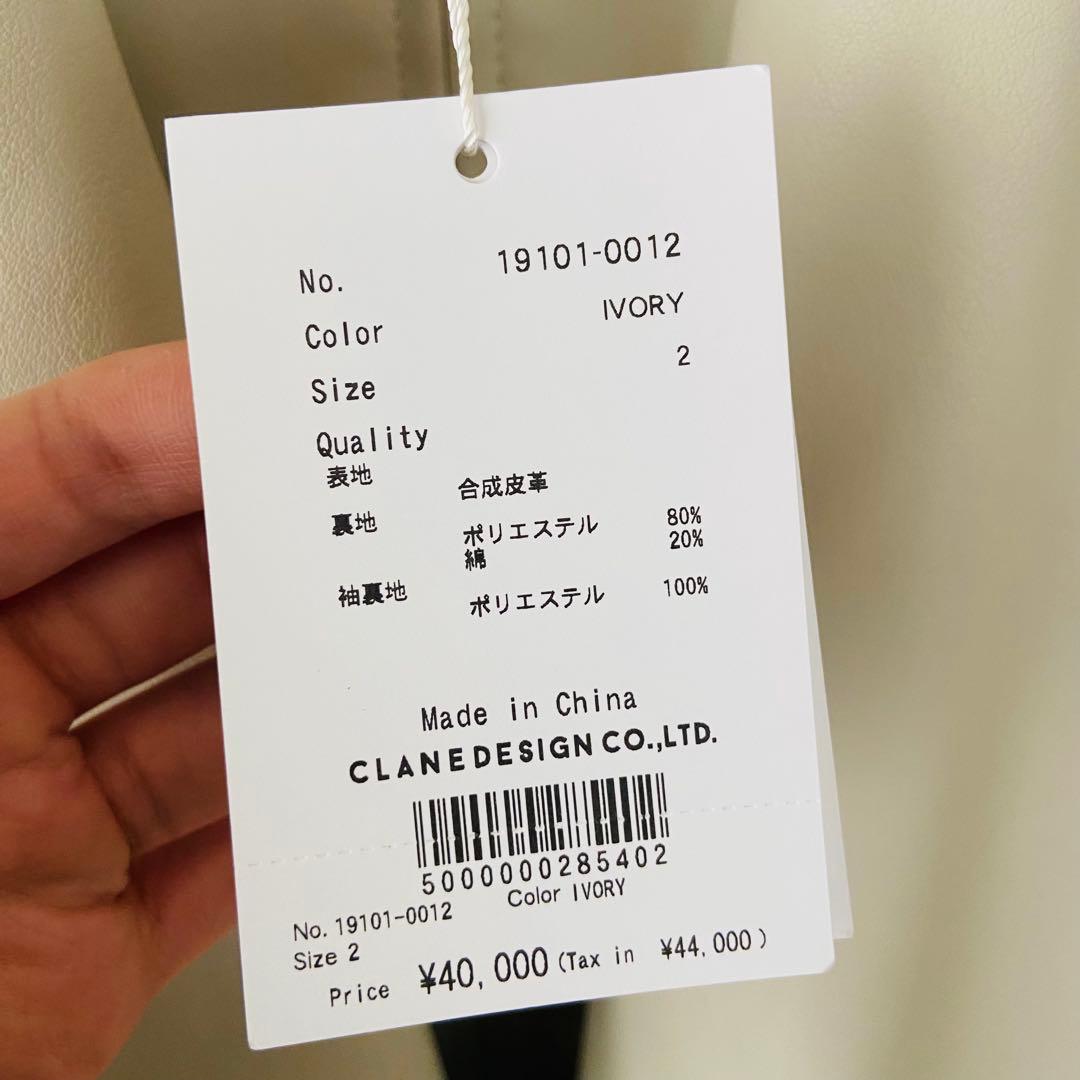 No. 19101-0012
Color IVORY
Size 2
Quality
表地 合成皮革
裏地 ポリエステル 80%
綿 20%
袖裏地 ポリエステル 100%
Made in China
CLANEDESIGN CO.,LTD.
5000000285402
No. 19101-0012 Color IVORY
Size 2
Price ¥40,000 (Tax in ¥44,000)